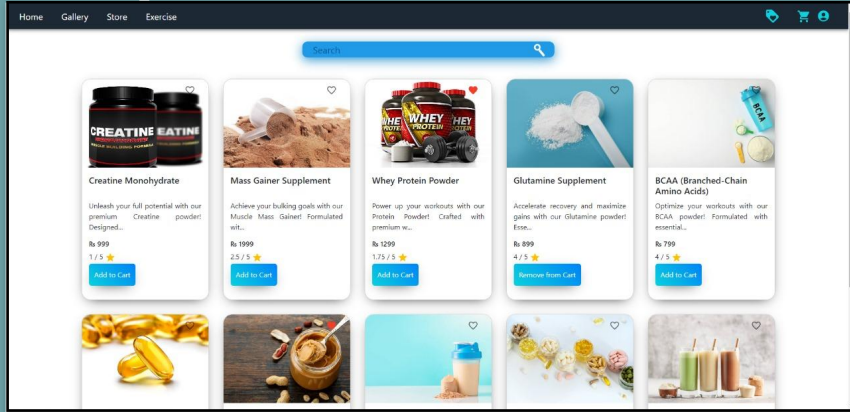 Home Gallery Store Exercise
Search
CREATINE EATINE
MUSCLE BUILDING FORMULA
WHEY
PROTEIN
HEY
BCAA
Creatine Monohydrate
Unleash your full potential with our
premium Creatine powder!
Designed...
Rs 999
1 / 5
Add to Cart
Mass Gainer Supplement
Achieve your bulking goals with our
Muscle Mass Gainer! Formulated
wit...
Rs 1999
2.5 / 5
Add to Cart
Whey Protein Powder
Power up your workouts with our
Protein Powder! Crafted with
premium w...
Rs 1299
1.75 / 5
Add to Cart
Glutamine Supplement
Accelerate recovery and maximize
gains with our Glutamine powder!
Esse...
Rs 899
4 / 5
Remove from Cart
BCAA (Branched-Chain
Amino Acids)
Optimize your workouts with our
BCAA powder! Formulated with
essential...
Rs 799
4 / 5
Add to Cart